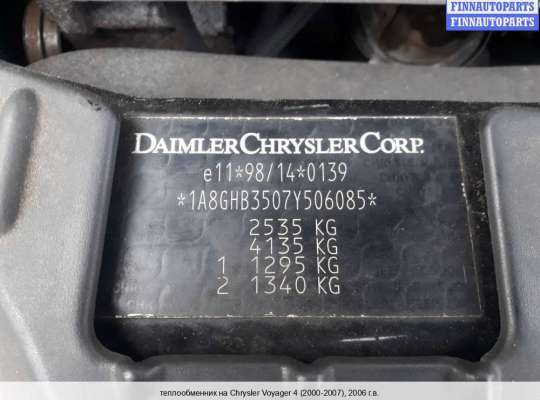 FINNAUTOPARTS
FINNAUTOPARTS
FINNAUTOPARTS
DAIMLERCHRYSLERCORP.
e11*98/14*0139
*1A8GHB3507Y506085*
2535 KG
4135 KG
1 1295 KG
2 1340 KG
теплообменник на Chrysler Voyager 4 (2000-2007), 2006 г.в.